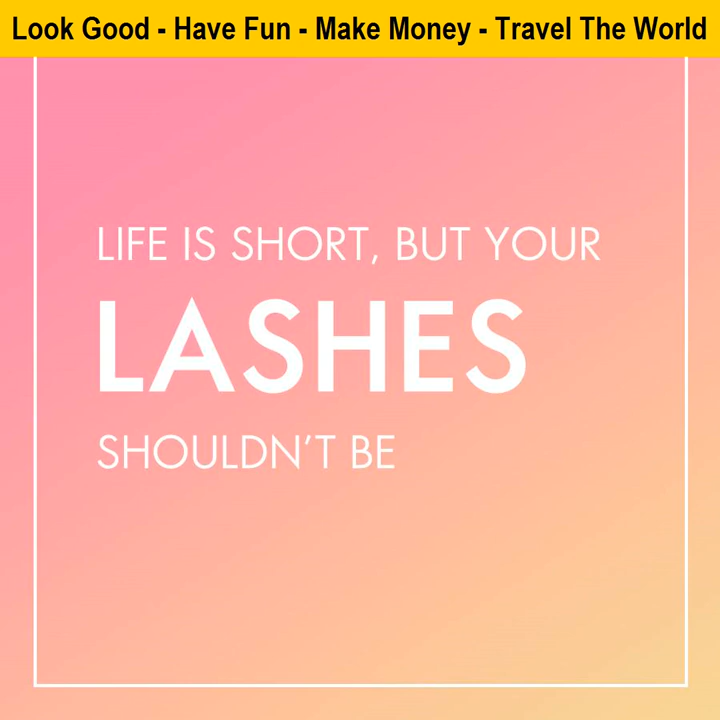 Look Good - Have Fun - Make Money - Travel The World
LIFE IS SHORT, BUT YOUR
LASHES
SHOULDN’T BE